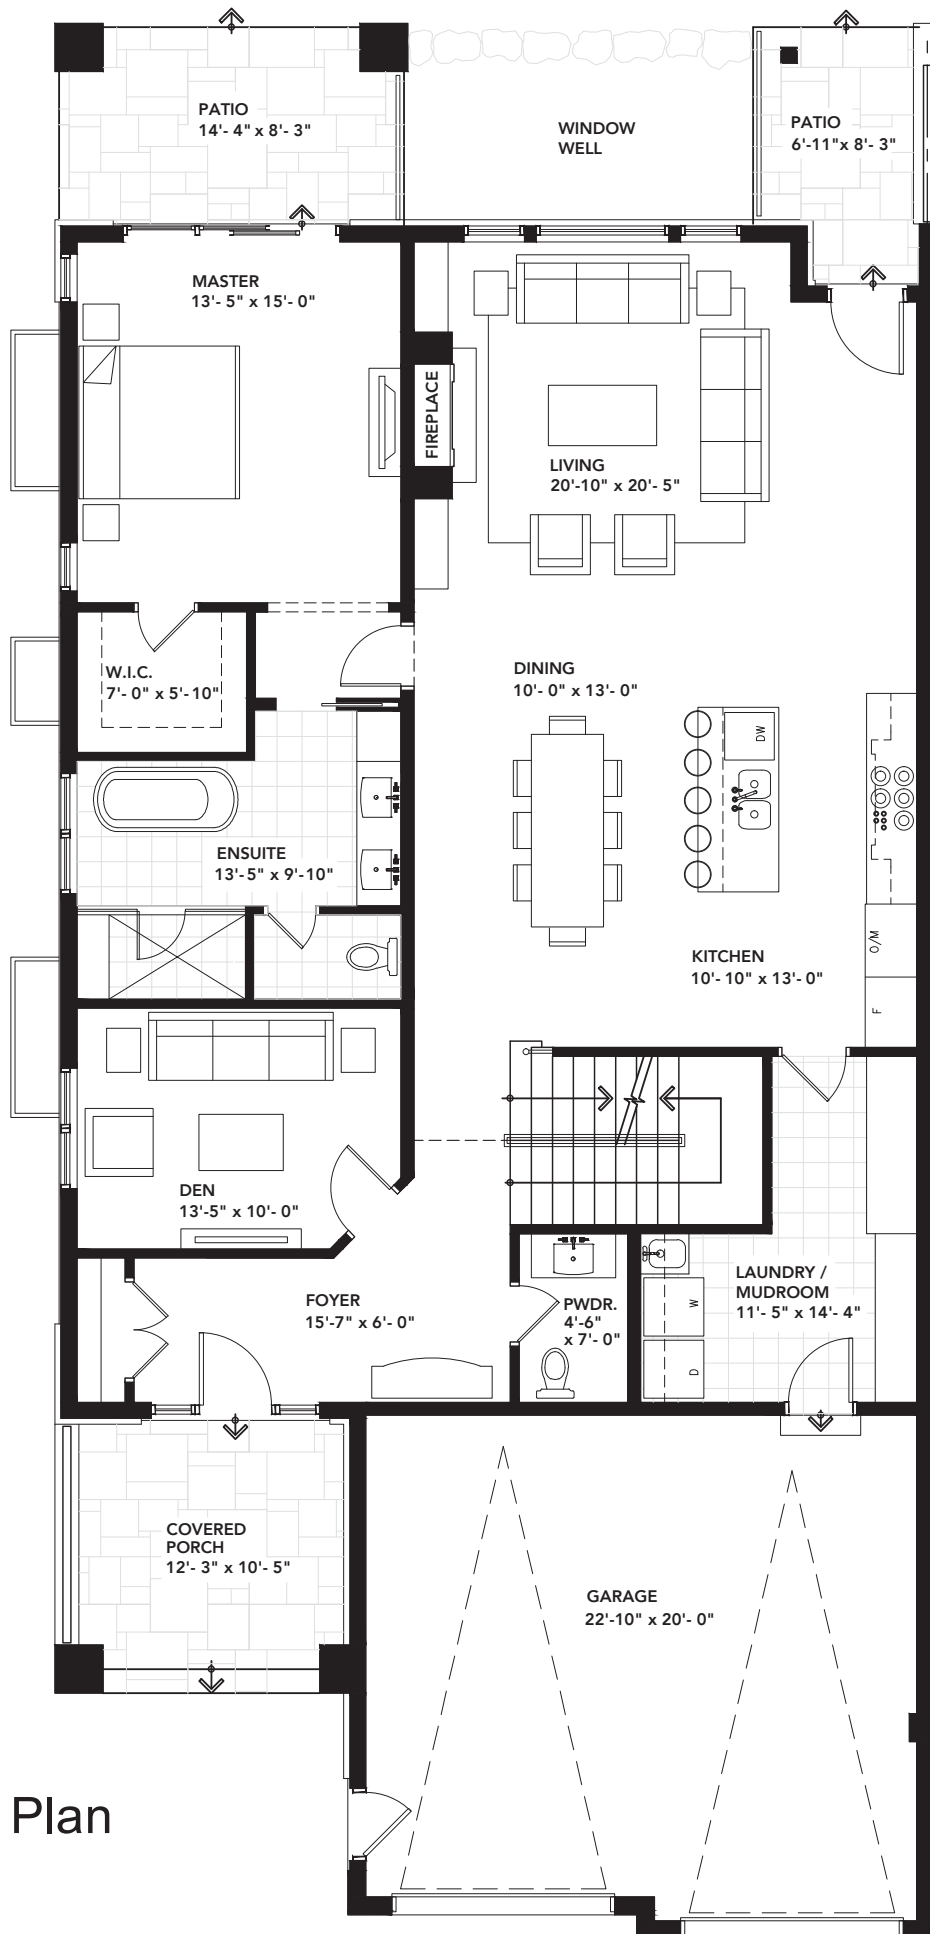 PATIO
14'- 4" x 8'- 3"
WINDOW
WELL
PATIO
6'-11"x 8'- 3"
MASTER
13'- 5" x 15'- 0"
FIREPLACE
LIVING
20'-10" x 20'- 5"
W.I.C.
7'- 0" x 5'- 10"
DINING
10'- 0" x 13'- 0"
DW
ENSUITE
13'-5" x 9'-10"
KITCHEN
10'- 10" x 13'- 0"
O/M
F
DEN
13'-5" x 10'- 0"
FOYER
15'-7" x 6'- 0"
PWDR.
4'-6"
x 7'- 0"
LAUNDRY /
MUDROOM
11'- 5" x 14'- 4"
W
D
COVERED
PORCH
12'- 3" x 10'- 5"
GARAGE
22'-10" x 20'- 0"
Plan